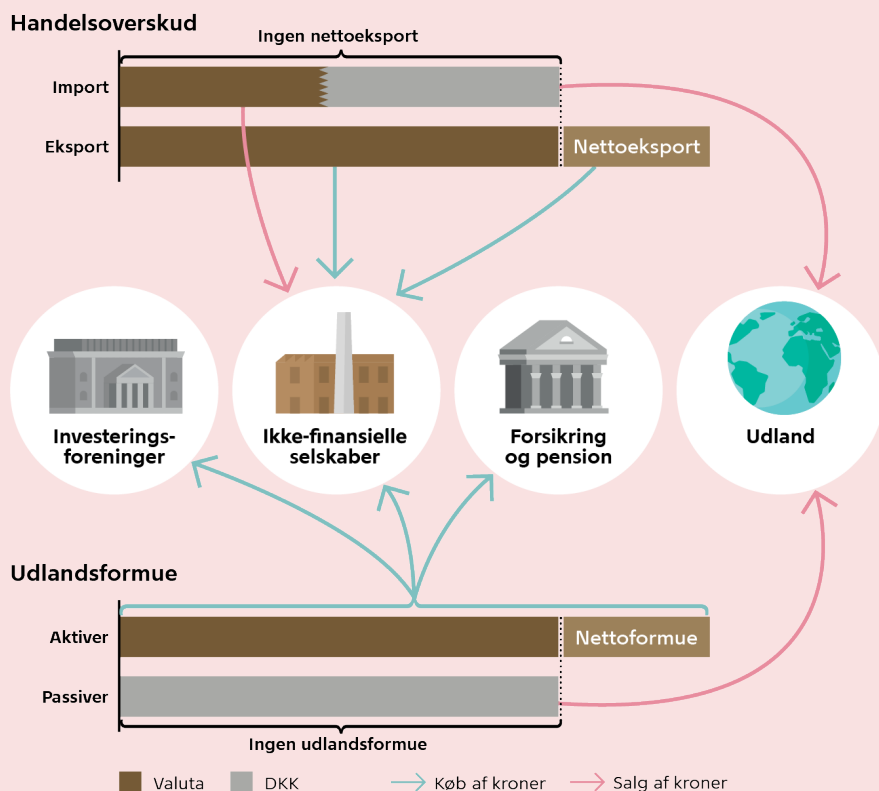 Handelsoverskud
Ingen nettoeksport
Import
Eksport
Nettoeksport
Investerings-
foreninger
Ikke-finansielle
selskaber
Forsikring
og pension
Udland
Udlandsformue
Aktiver
Nettoformue
Passiver
Ingen udlandsformue
Valuta
DKK
Køb af kroner
Salg af kroner